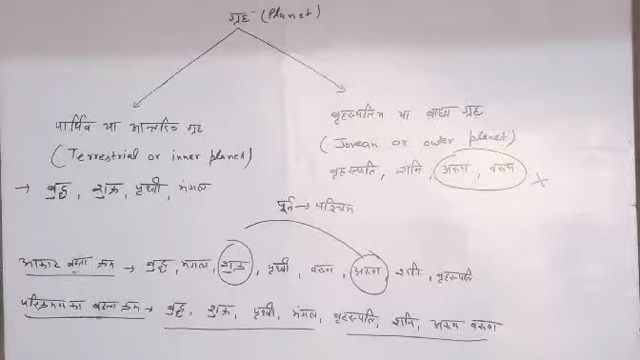 ग्रह (Planet)
पार्थिव या आन्तरिक ग्रह
(Terrestrial or inner planet)
→ बुद्ध, शुक्र, पृथ्वी, मंगल
बृहस्पतिय या बाह्य ग्रह
(Jovean or outer planet)
बृहस्पति, शनि, अरुण, वरुण ×
पूर्व → पश्चिम
आकार बढ़ता क्रम → बुद्ध, मंगल, शुक्र, पृथ्वी, वरुण, अरुण, शनि, बृहस्पति
परिक्रमण का बढ़ता क्रम → बुद्ध, शुक्र, पृथ्वी, मंगल, बृहस्पति, शनि, अरुण वरुण